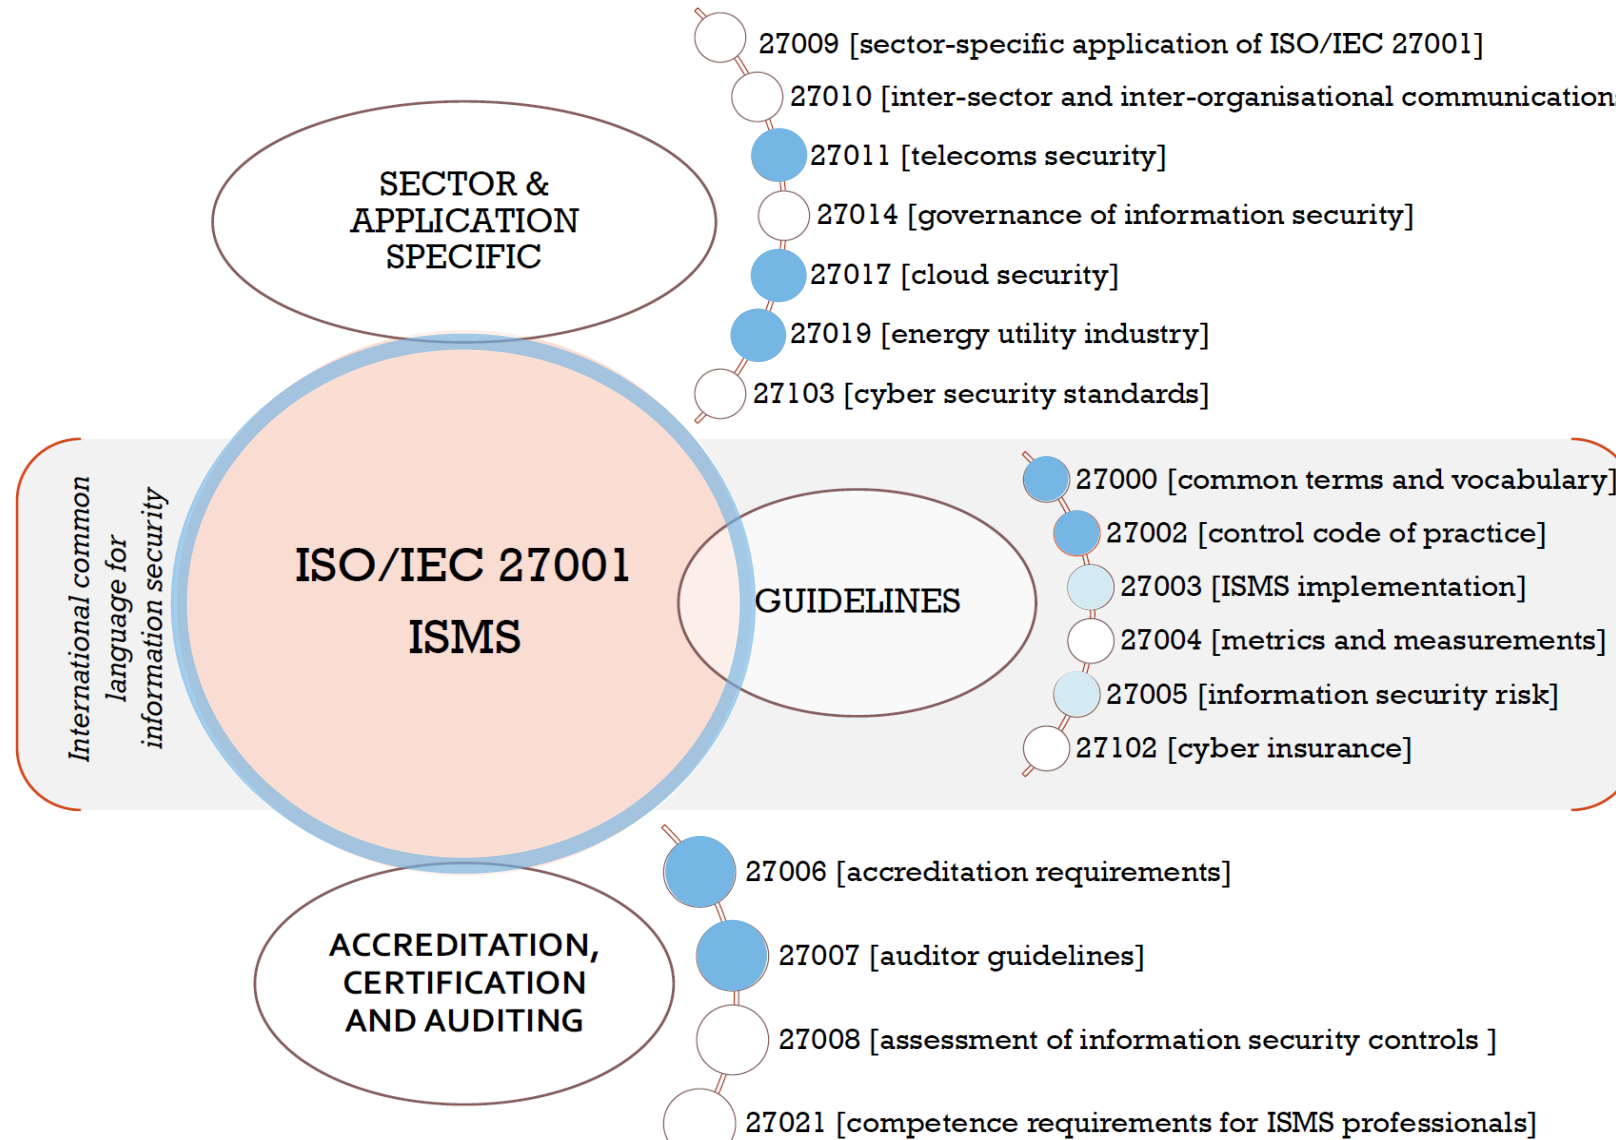 27009 [sector-specific application of ISO/IEC 27001]
27010 [inter-sector and inter-organisational communications
27011 [telecoms security]
27014 [governance of information security]
27017 [cloud security]
27019 [energy utility industry]
27103 [cyber security standards]
SECTOR &
APPLICATION
SPECIFIC
International common
language for
information security
ISO/IEC 27001
ISMS
GUIDELINES
27000 [common terms and vocabulary]
27002 [control code of practice]
27003 [ISMS implementation]
27004 [metrics and measurements]
27005 [information security risk]
27102 [cyber insurance]
ACCREDITATION,
CERTIFICATION
AND AUDITING
27006 [accreditation requirements]
27007 [auditor guidelines]
27008 [assessment of information security controls ]
27021 [competence requirements for ISMS professionals]